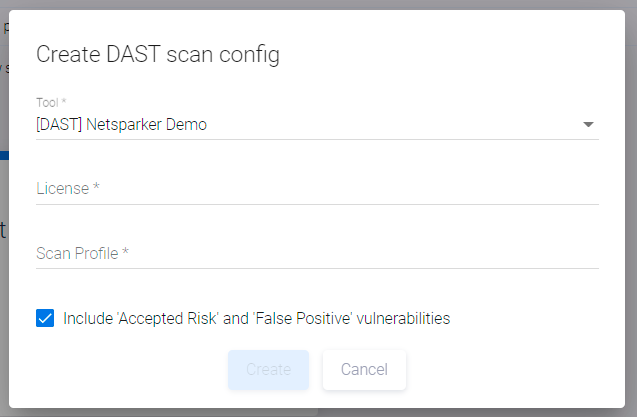 Create DAST scan config
Tool *
[DAST] Netsparker Demo
License *
Scan Profile *
Include 'Accepted Risk' and 'False Positive' vulnerabilities
Create Cancel